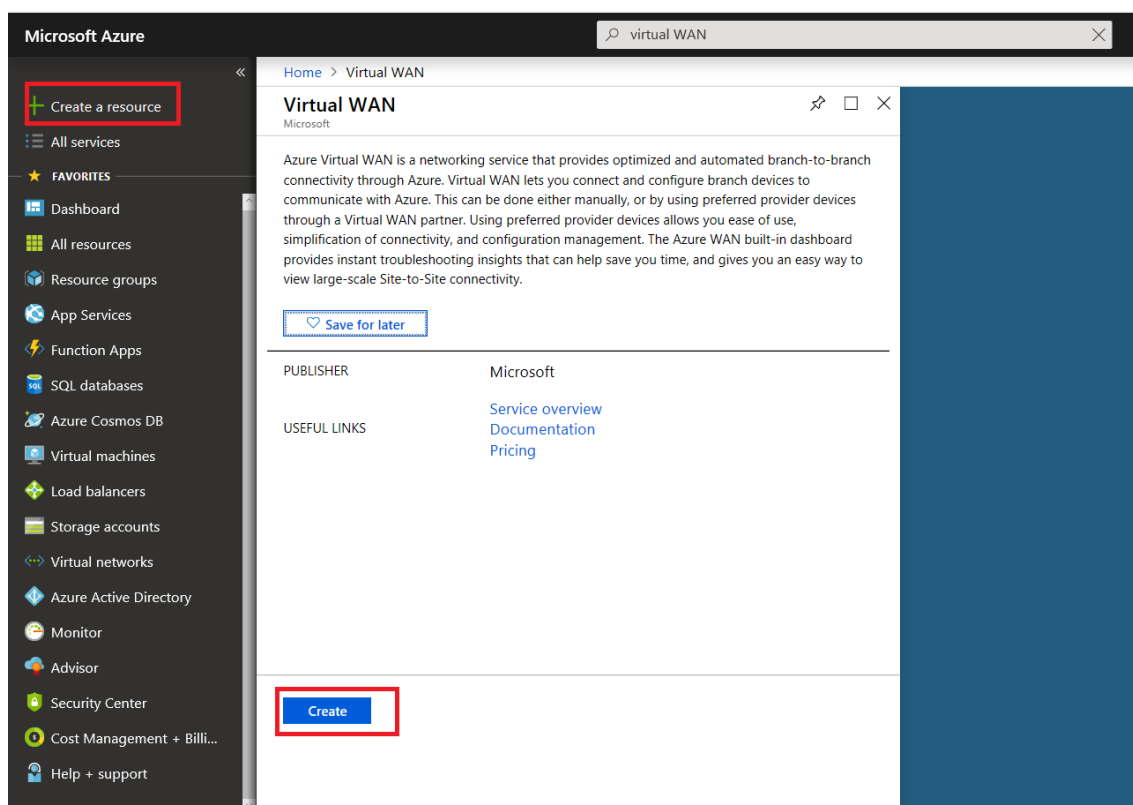 Microsoft Azure
virtual WAN
Create a resource
All services
FAVORITES
Dashboard
All resources
Resource groups
App Services
Function Apps
SQL
SQL databases
Azure Cosmos DB
Virtual machines
Load balancers
Storage accounts
Virtual networks
Azure Active Directory
Monitor
Advisor
Security Center
Cost Management + Billi...
Help + support
Home > Virtual WAN
Virtual WAN
Microsoft
Azure Virtual WAN is a networking service that provides optimized and automated branch-to-branch
connectivity through Azure. Virtual WAN lets you connect and configure branch devices to
communicate with Azure. This can be done either manually, or by using preferred provider devices
through a Virtual WAN partner. Using preferred provider devices allows you ease of use,
simplification of connectivity, and configuration management. The Azure WAN built-in dashboard
provides instant troubleshooting insights that can help save you time, and gives you an easy way to
view large-scale Site-to-Site connectivity.
Save for later
PUBLISHER Microsoft
USEFUL LINKS
Service overview
Documentation
Pricing
Create